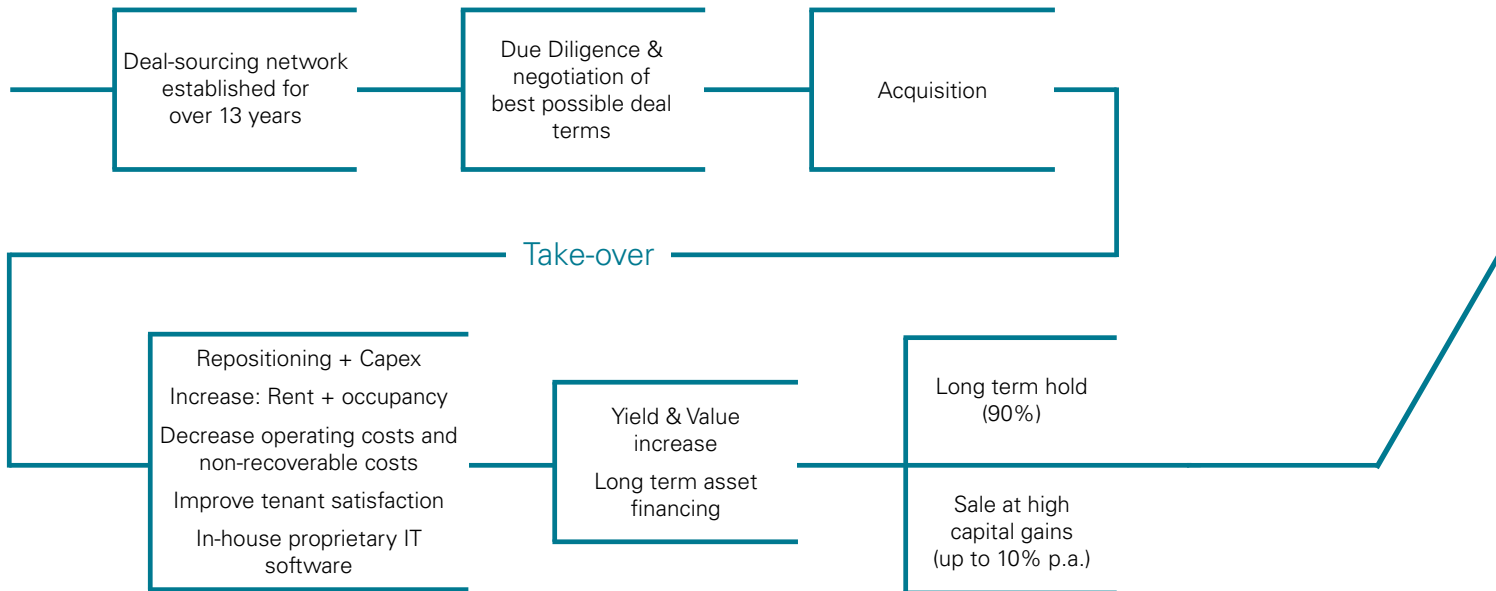 Deal-sourcing network
established for
over 13 years
Due Diligence &
negotiation of
best possible deal
terms
Acquisition
Take-over
Repositioning + Capex
Increase: Rent + occupancy
Decrease operating costs and
non-recoverable costs
Improve tenant satisfaction
In-house proprietary IT
software
Yield & Value
increase
Long term asset
financing
Long term hold
(90%)
Sale at high
capital gains
(up to 10% p.a.)